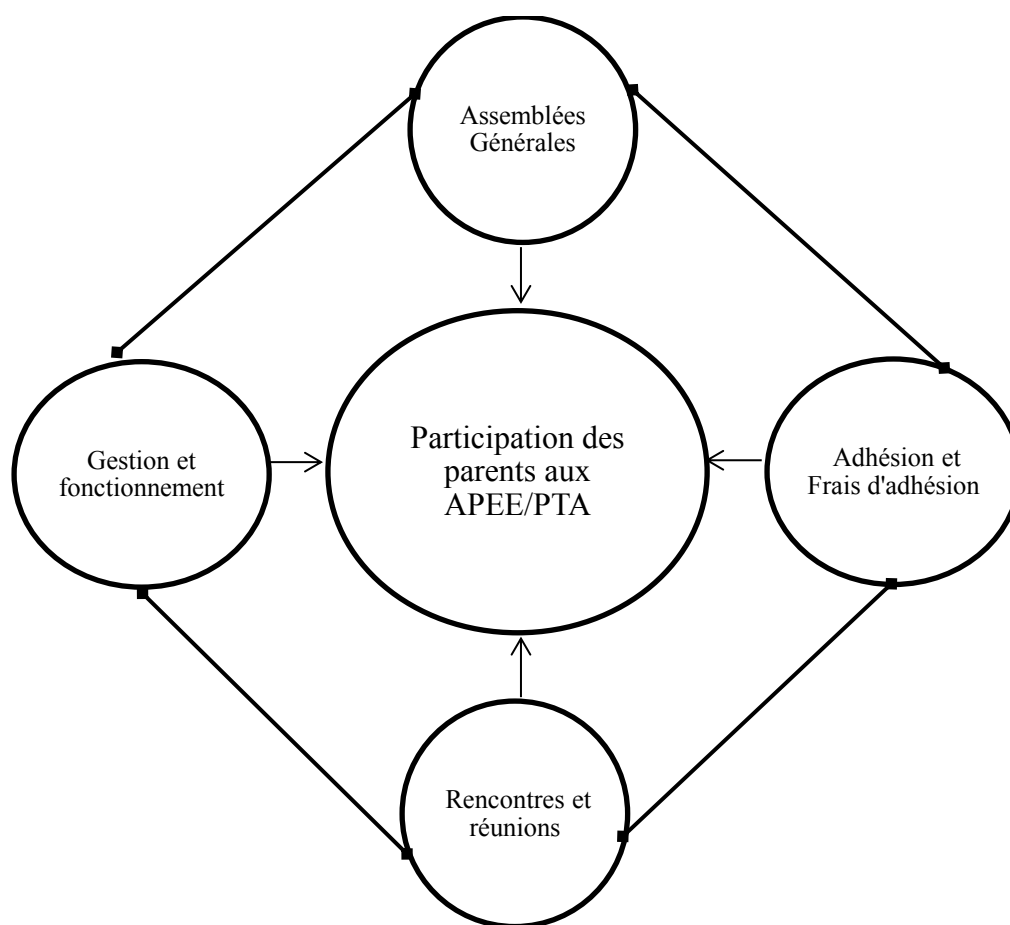 Assemblées
Générales
Gestion et
fonctionnement
Participation des
parents aux
APEE/PTA
Adhésion et
Frais d'adhésion
Rencontres et
réunions